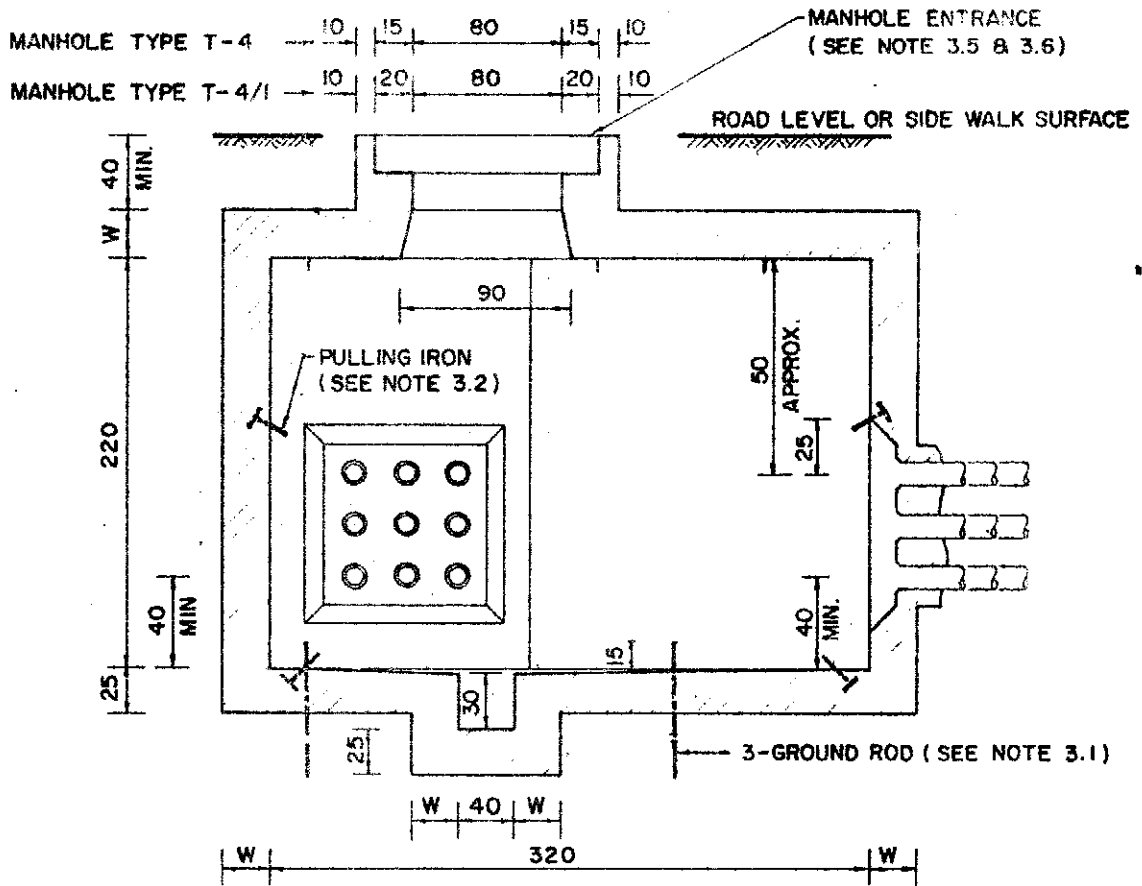 MANHOLE TYPE T-4 10 15 80 15 10
MANHOLE TYPE T-4/1 10 20 80 20 10
MANHOLE ENTRANCE
(SEE NOTE 3.5 & 3.6)
ROAD LEVEL OR SIDE WALK SURFACE
40
MIN.
W
90
50
APPROX.
PULLING IRON
(SEE NOTE 3.2)
220
25
40
MIN
40
MIN.
15
25
30
25
3-GROUND ROD (SEE NOTE 3.1)
W 40 W
W 320 W